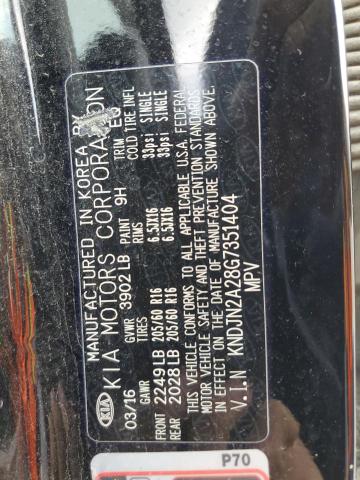 MANUFACTURED IN KOREA BY
KIA KIA MOTORS CORPORATION
03/16 GVWR 3902LB PAINT 9H TRIM EQ
GAWR TIRES RIMS COLD TIRE INFL
FRONT 2249LB 205/60 R16 6.5JX16 33psi SINGLE
REAR 2028LB 205/60 R16 6.5JX16 33psi SINGLE
THIS VEHICLE CONFORMS TO ALL APPLICABLE U.S.A. FEDERAL
MOTOR VEHICLE SAFETY AND THEFT PREVENTION STANDARDS
IN EFFECT ON THE DATE OF MANUFACTURE SHOWN ABOVE.
V.I.N KNDJN2A28G7351404
MPV
P70